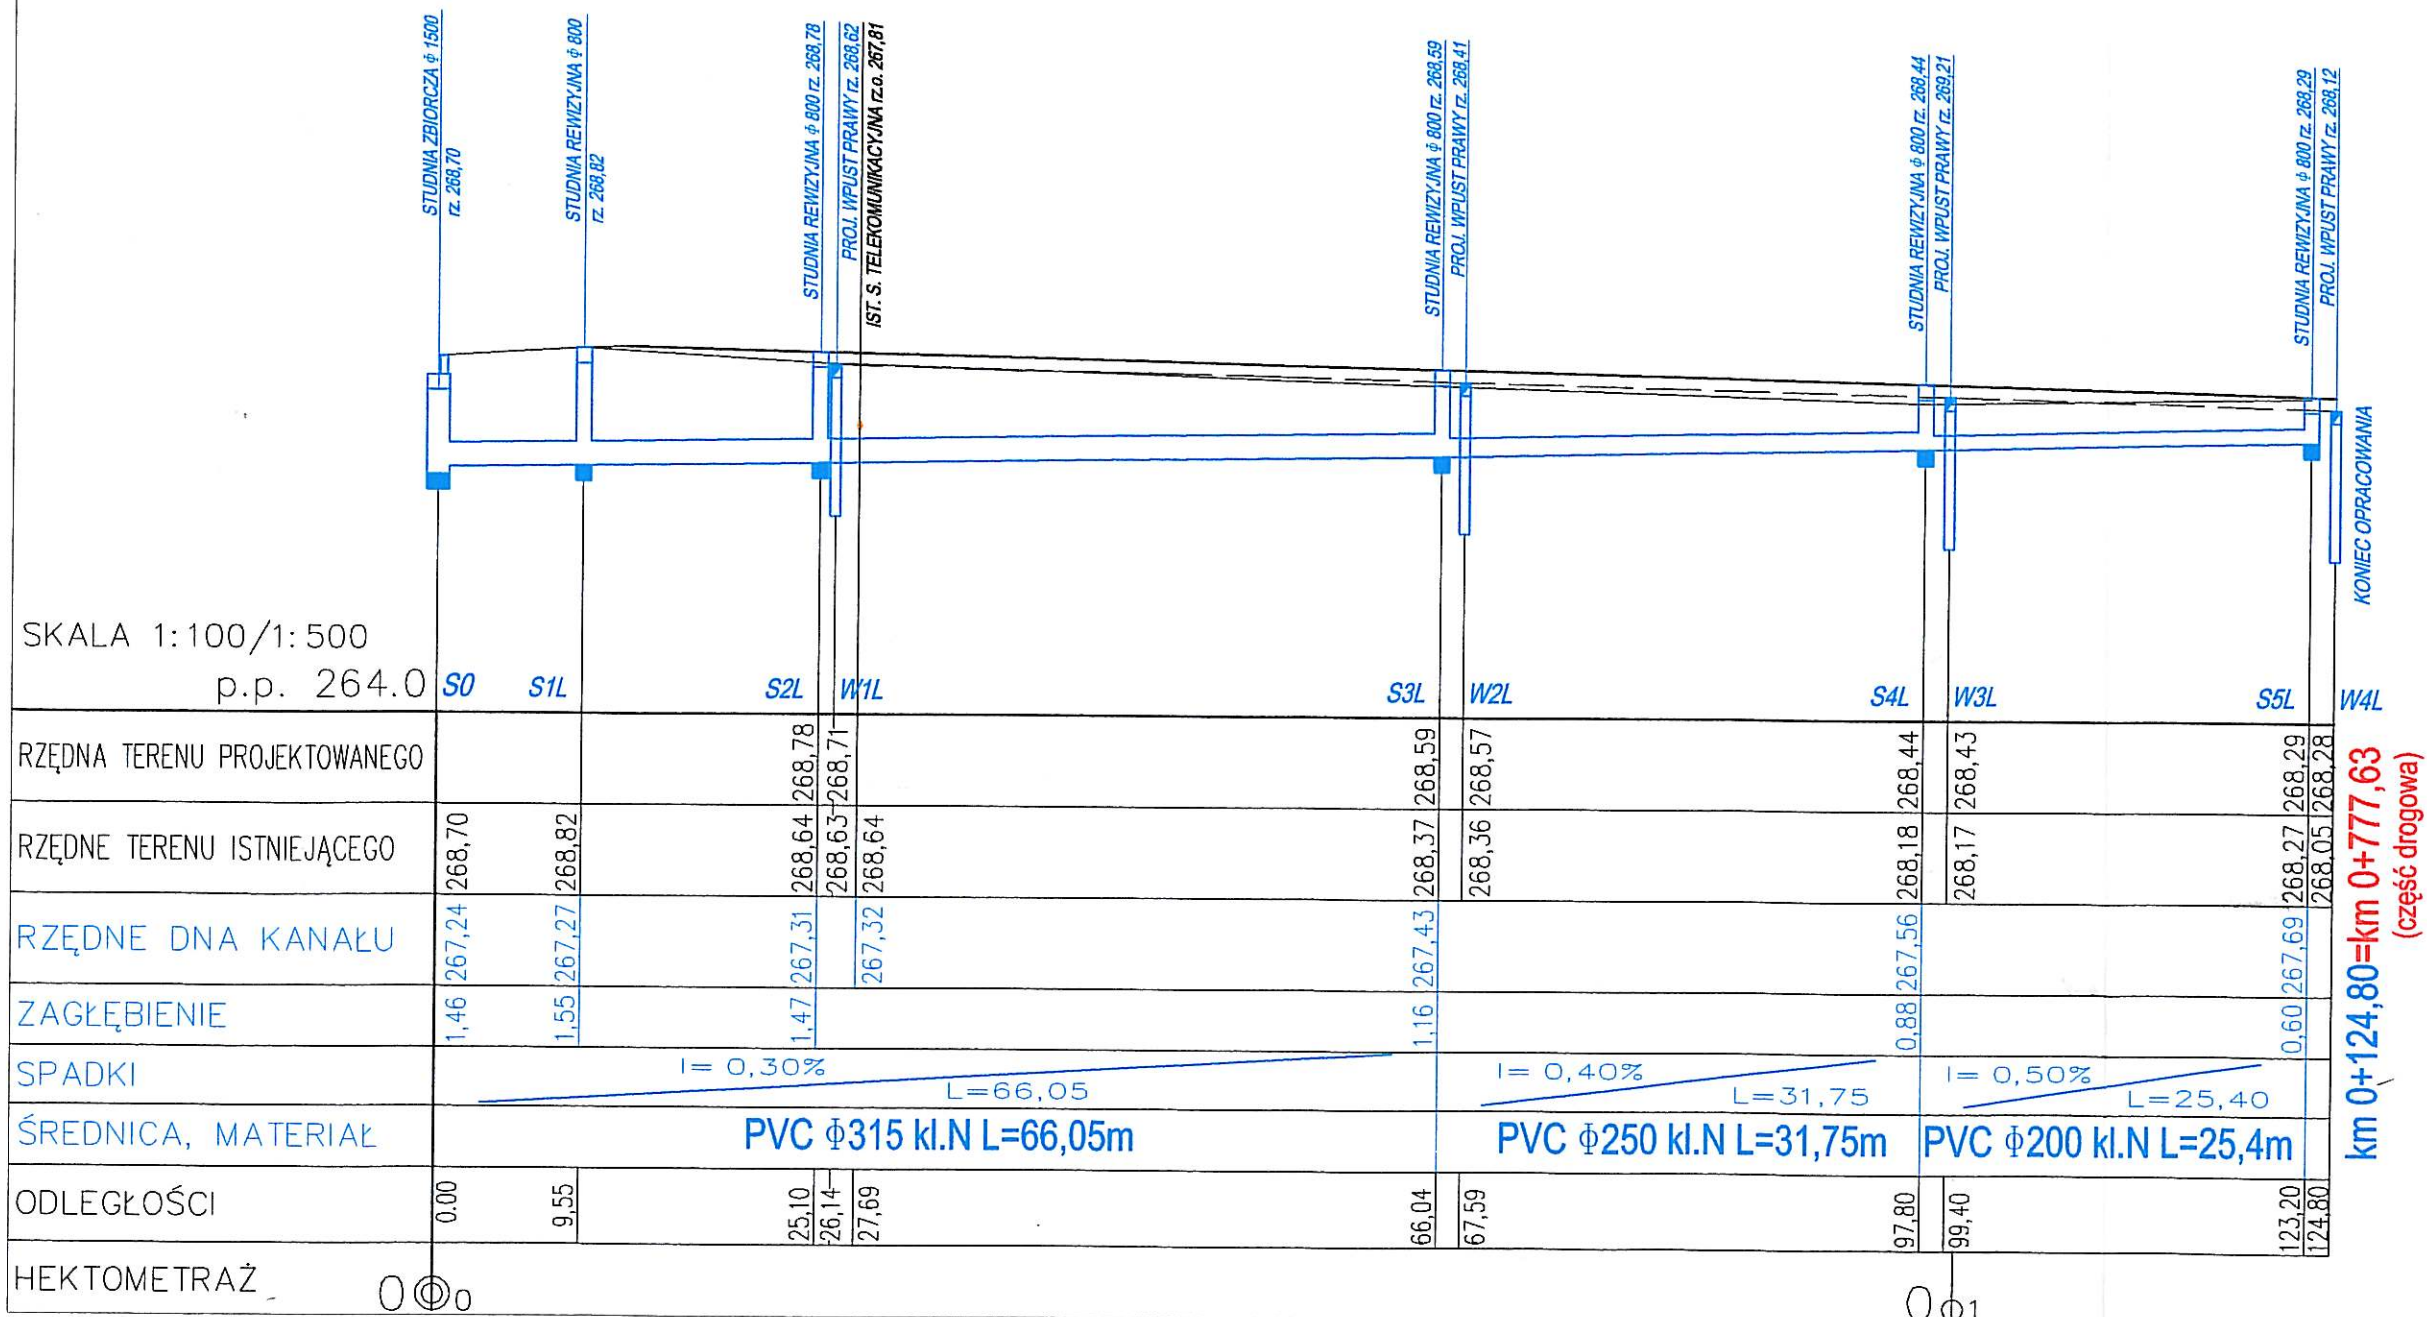 STUDNIA ZBIORCZA ϕ 1500
rz. 268,70
STUDNIA REWIZYJNA ϕ 800
rz. 268,82
STUDNIA REWIZYJNA ϕ 800 rz. 268,78
PROJ. WPUST PRAWY rz. 268,62
IST. S. TELEKOMUNIKACYJNA rz.o. 267,81
STUDNIA REWIZYJNA ϕ 800 rz. 268,59
PROJ. WPUST PRAWY rz. 268,41
STUDNIA REWIZYJNA ϕ 800 rz. 268,44
PROJ. WPUST PRAWY rz. 269,21
STUDNIA REWIZYJNA ϕ 800 rz. 268,29
PROJ. WPUST PRAWY rz. 268,12
KONIEC OPRACOWANIA
SKALA 1:100/1:500
p.p. 264.0
S0 S1L S2L W1L S3L W2L S4L W3L S5L W4L
RZĘDNA TERENU PROJEKTOWANEGO
268,78 268,71 268,59 268,57 268,44 268,43 268,29 268,28
RZĘDNE TERENU ISTNIEJĄCEGO
268,70 268,82 268,64 268,63 268,64 268,37 268,36 268,18 268,17 268,27 268,05
RZĘDNE DNA KANAŁU
267,24 267,27 267,31 267,32 267,43 267,56 267,69
ZAGŁĘBIENIE
1,46 1,55 1,47 1,16 0,88 0,60
SPADKI
I= 0,30% L=66,05
I= 0,40% L=31,75
I= 0,50% L=25,40
ŚREDNICA, MATERIAŁ
PVC ϕ315 kl.N L=66,05m
PVC ϕ250 kl.N L=31,75m
PVC ϕ200 kl.N L=25,4m
ODLEGŁOŚCI
0.00 9,55 25,10 26,14 27,69 66,04 67,59 97,80 99,40 123,20 124,80
HEKTOMETRAŻ
0 0
0 1
km 0+124,80=km 0+777,63
(część drogowa)